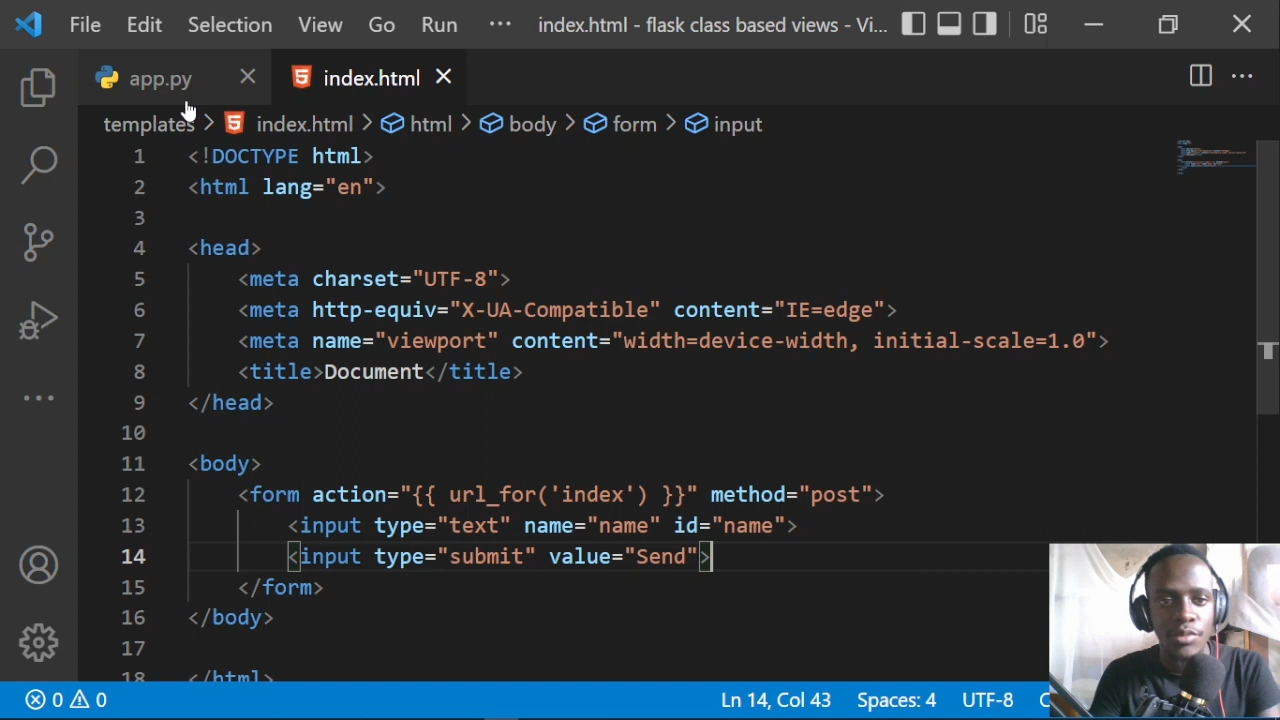 File Edit Selection View Go Run ··· index.html - flask class based views - Vi...
app.py index.html
templates > index.html > html > body > form > input
1 <!DOCTYPE html>
2 <html lang="en">
3
4 <head>
5 <meta charset="UTF-8">
6 <meta http-equiv="X-UA-Compatible" content="IE=edge">
7 <meta name="viewport" content="width=device-width, initial-scale=1.0">
8 <title>Document</title>
9 </head>
10
11 <body>
12 <form action="{{ url_for('index') }}" method="post">
13 <input type="text" name="name" id="name">
14 <input type="submit" value="Send">
15 </form>
16 </body>
17
18 </html>
0 0 Ln 14, Col 43 Spaces: 4 UTF-8